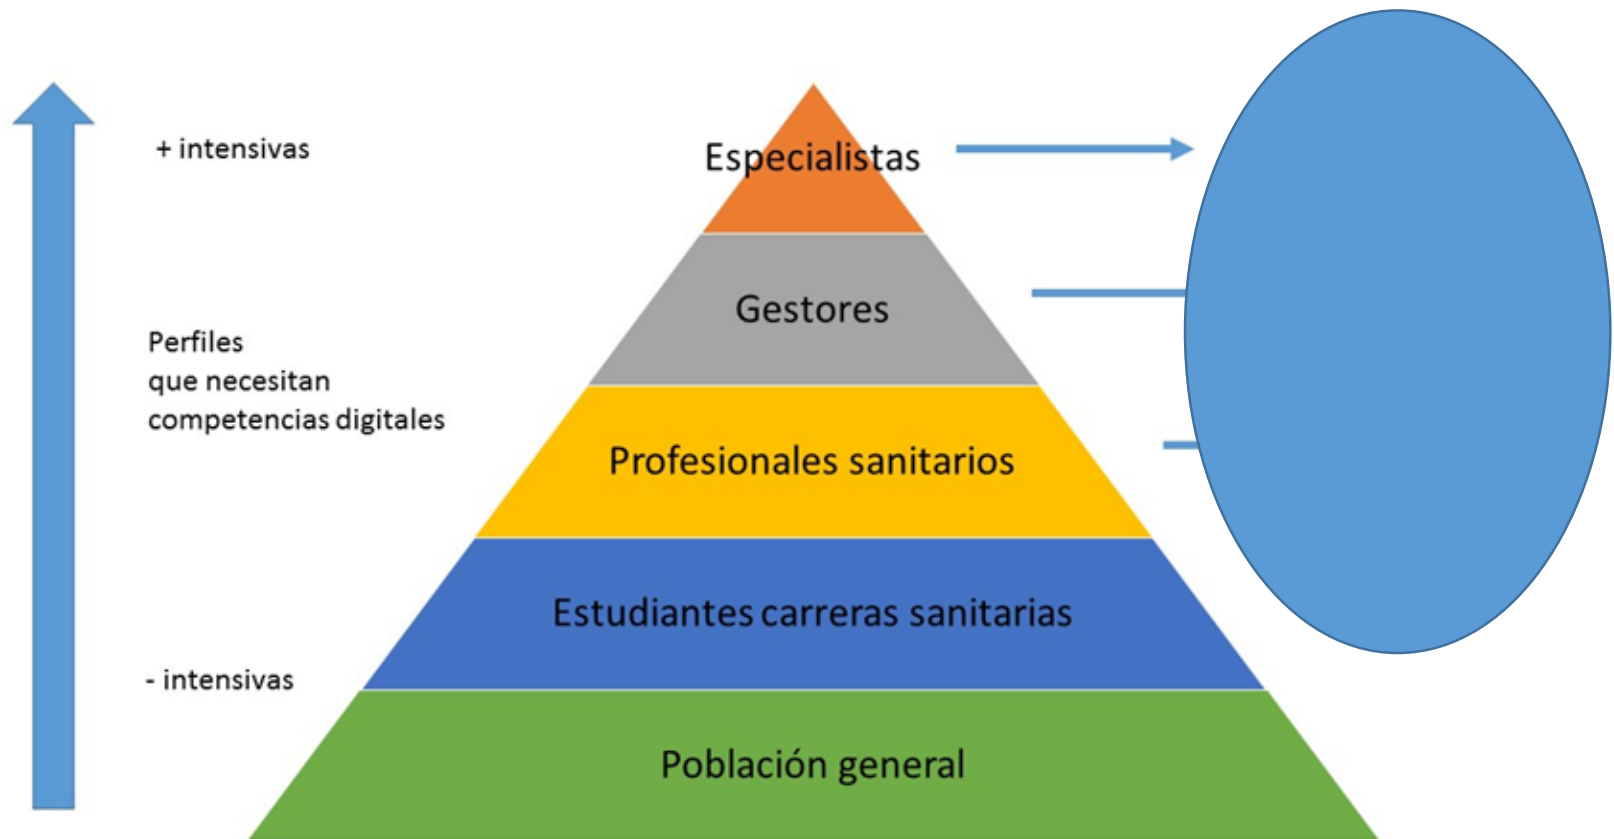 + intensivas
Especialistas
Gestores
Perfiles
que necesitan
competencias digitales
Profesionales sanitarios
Estudiantes carreras sanitarias
- intensivas
Población general